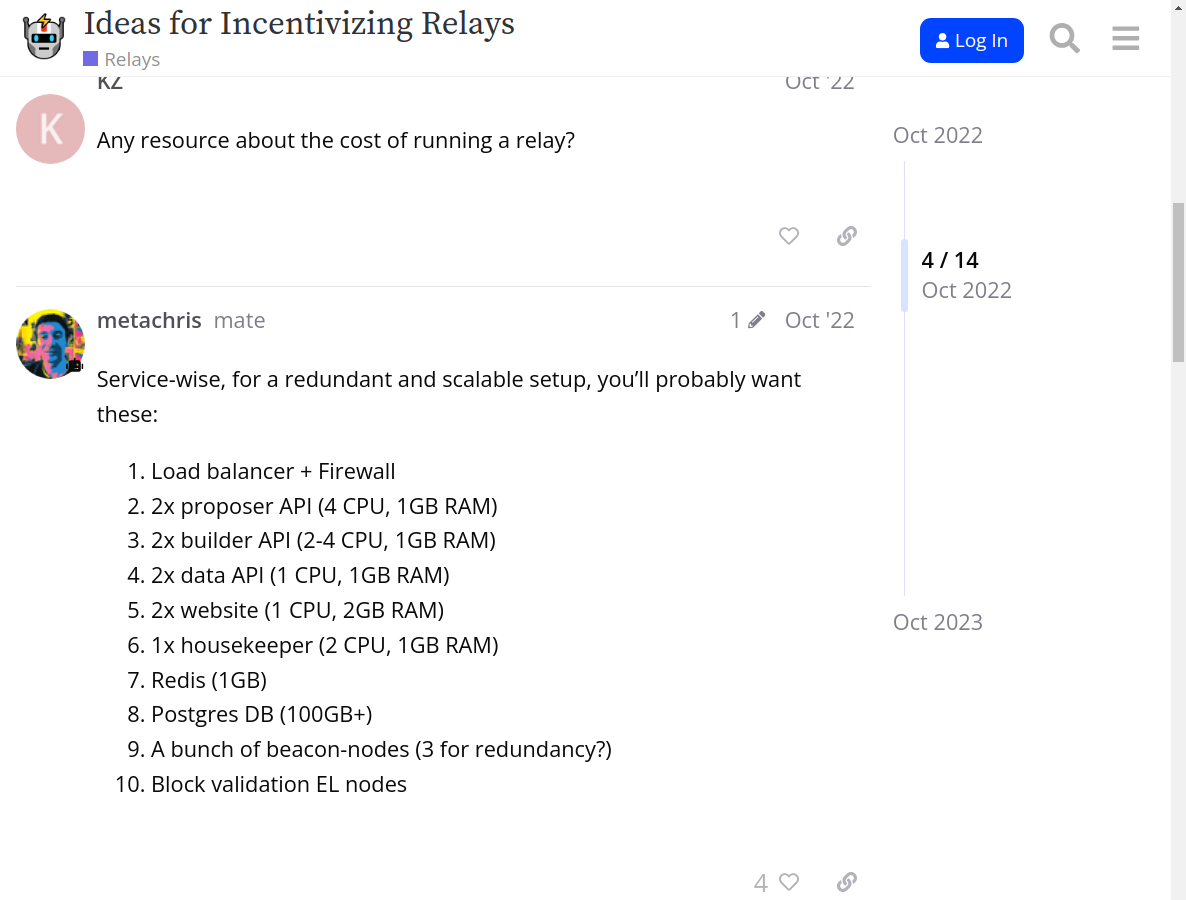 Ideas for Incentivizing Relays
Relays
Log In
KZ
Oct '22
K
Any resource about the cost of running a relay?
metachris mate
1
Oct '22
Service-wise, for a redundant and scalable setup, you’ll probably want
these:
1. Load balancer + Firewall
2. 2x proposer API (4 CPU, 1GB RAM)
3. 2x builder API (2-4 CPU, 1GB RAM)
4. 2x data API (1 CPU, 1GB RAM)
5. 2x website (1 CPU, 2GB RAM)
6. 1x housekeeper (2 CPU, 1GB RAM)
7. Redis (1GB)
8. Postgres DB (100GB+)
9. A bunch of beacon-nodes (3 for redundancy?)
10. Block validation EL nodes
4
Oct 2022
4 / 14
Oct 2022
Oct 2023